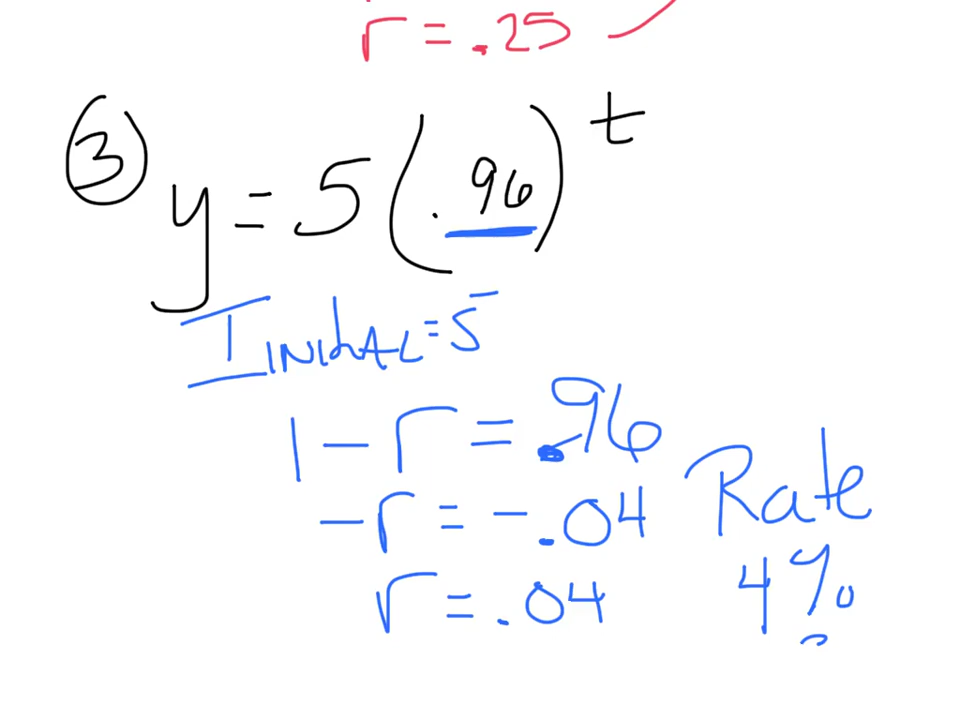 r = .25
③ y = 5(.96)^t
INITIAL = 5
1 - r = .96
-r = -.04
r = .04
Rate
4%